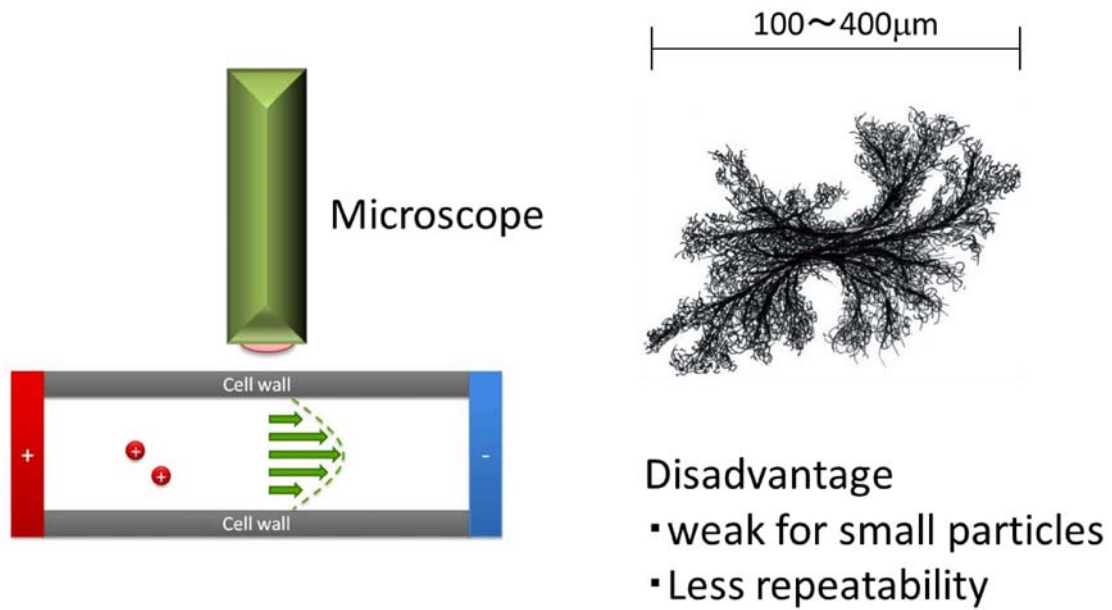 100～400μm
Microscope
Cell wall
+
+
+
-
Cell wall
Disadvantage
▪weak for small particles
▪Less repeatability